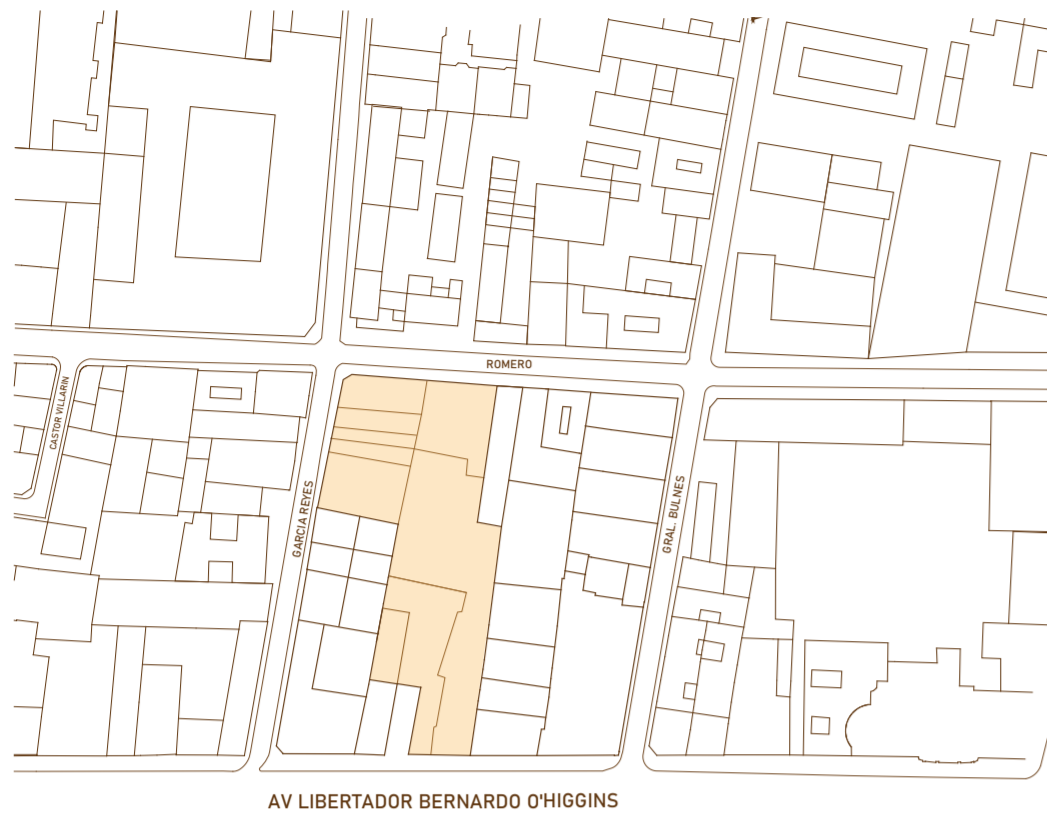 ROMERO
CASTOR VILLARIN
GARCIA REYES
GRAL. BULNES
AV LIBERTADOR BERNARDO O'HIGGINS